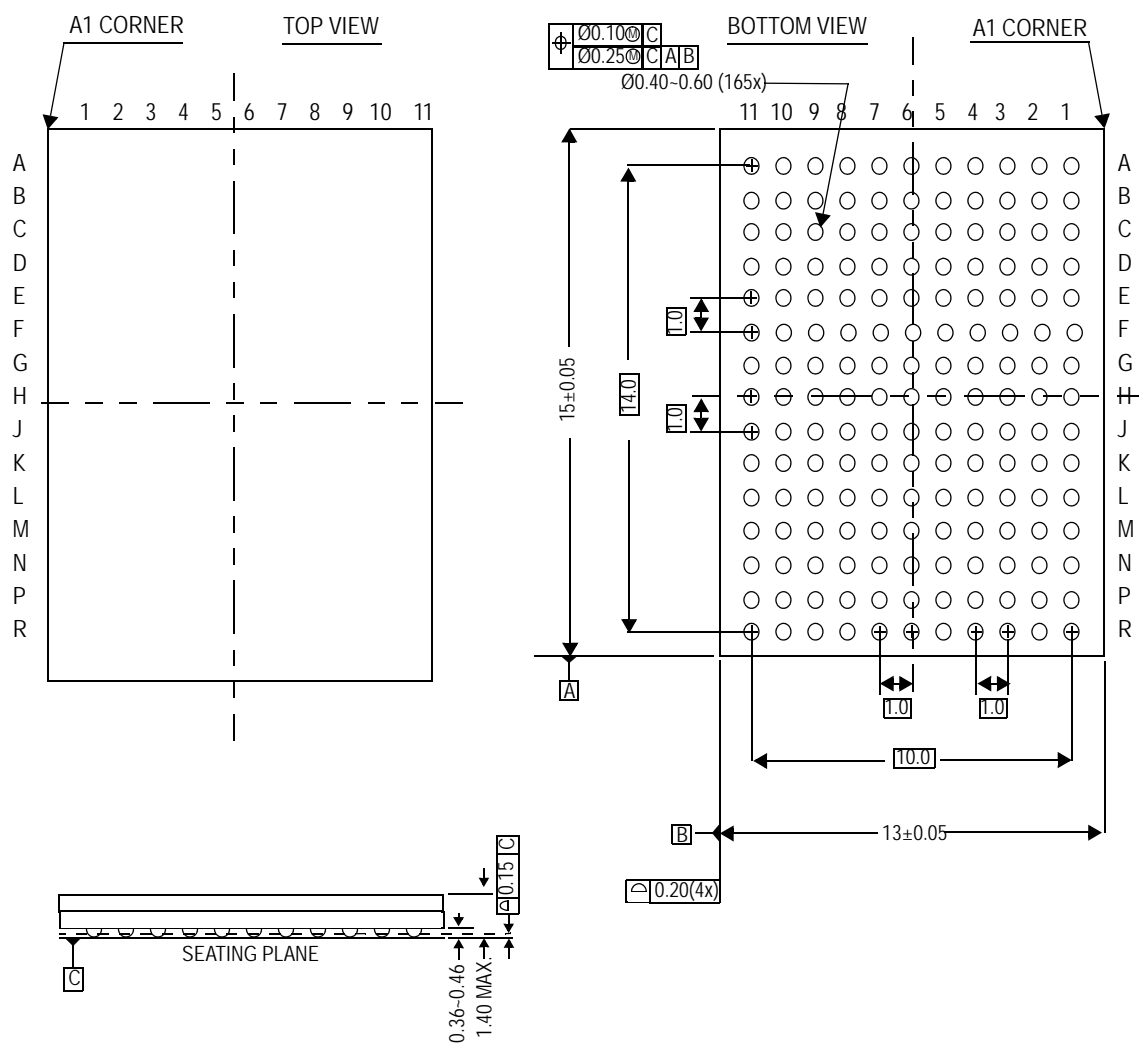 A1 CORNER
TOP VIEW
1 2 3 4 5 6 7 8 9 10 11
A
B
C
D
E
F
G
H
J
K
L
M
N
P
R
Ø0.10Ⓜ C
Ø0.25Ⓜ C A B
BOTTOM VIEW
A1 CORNER
Ø0.40~0.60 (165x)
11 10 9 8 7 6 5 4 3 2 1
A
B
C
D
E
F
G
H
J
K
L
M
N
P
R
15±0.05
14.0
1.0
1.0
A
1.0
1.0
10.0
B
13±0.05
0.20(4x)
0.15 C
SEATING PLANE
C
0.36~0.46
1.40 MAX.